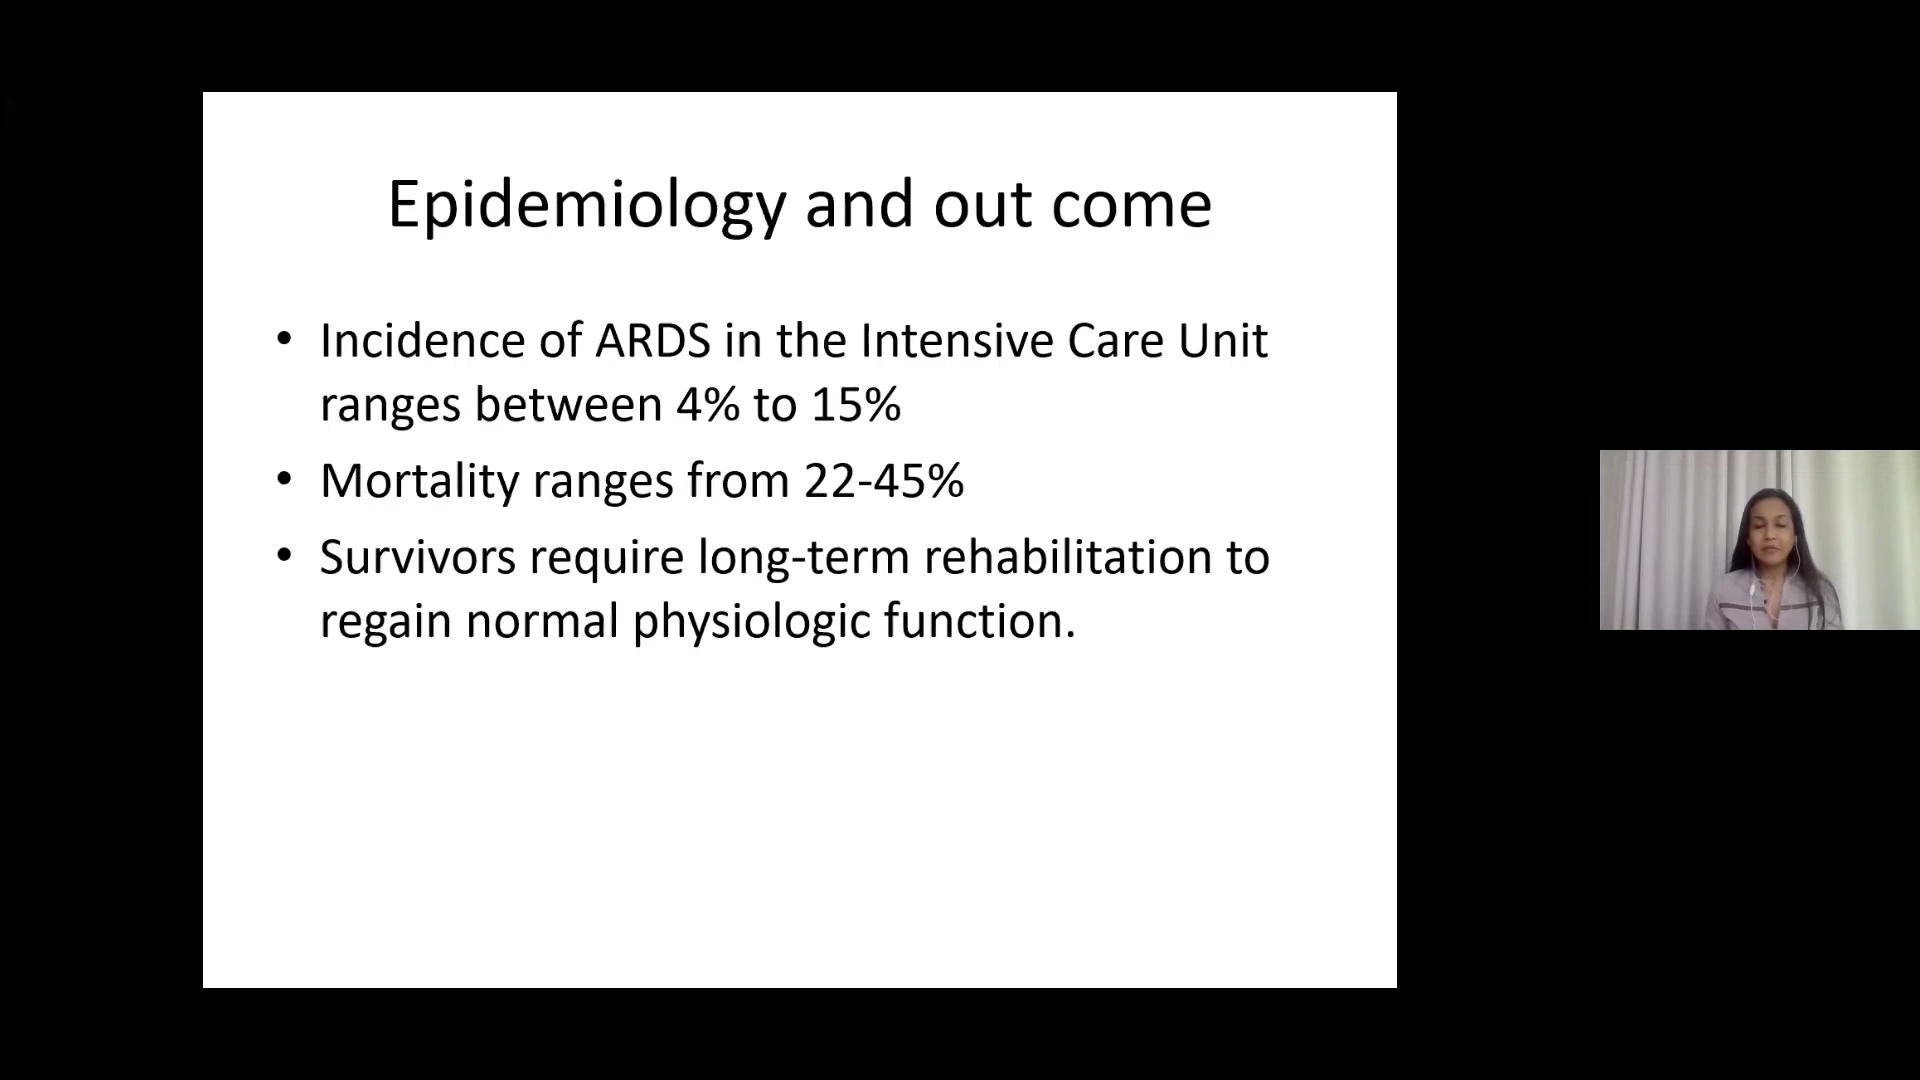 Epidemiology and out come
• Incidence of ARDS in the Intensive Care Unit
ranges between 4% to 15%
• Mortality ranges from 22-45%
• Survivors require long-term rehabilitation to
regain normal physiologic function.